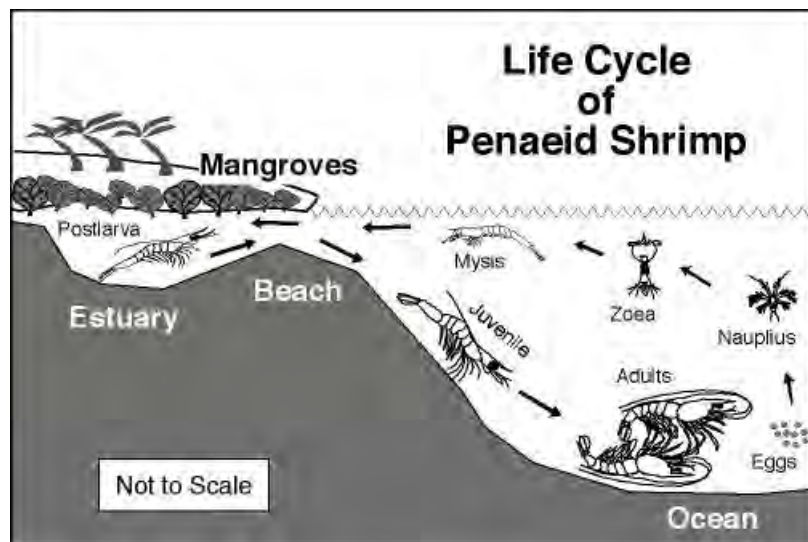 Life Cycle
of
Penaeid Shrimp
Mangroves
Postlarva
Mysis
Zoea
Nauplius
Estuary
Beach
Juvenile
Adults
Eggs
Not to Scale
Ocean